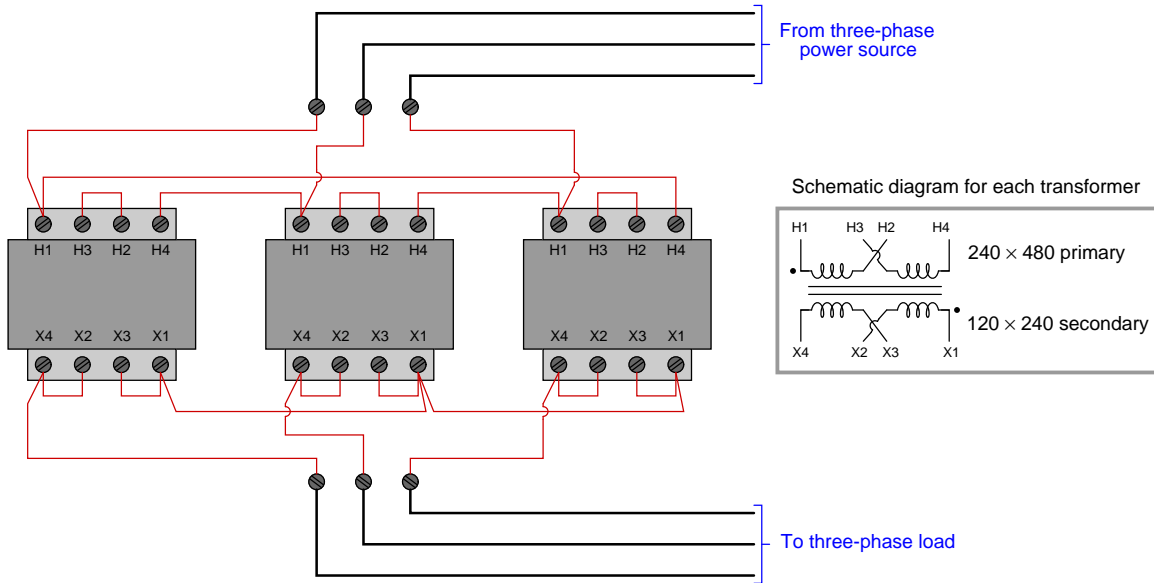 From three-phase
power source
Schematic diagram for each transformer
H1 H3 H2 H4
H1 H3 H2 H4
H1 H3 H2 H4
X4 X2 X3 X1
X4 X2 X3 X1
X4 X2 X3 X1
H1 H3 H2 H4
240 × 480 primary
120 × 240 secondary
X4 X2 X3 X1
To three-phase load